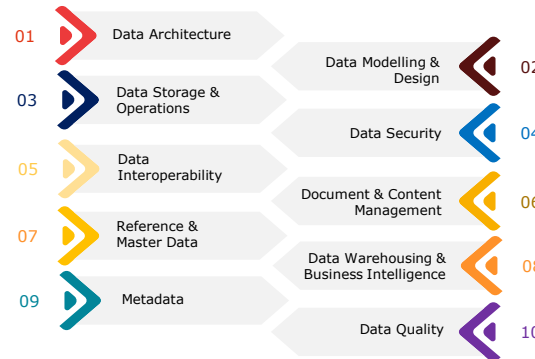 01
Data Architecture
Data Modelling &
Design
02
03
Data Storage &
Operations
Data Security
04
05
Data
Interoperability
Document & Content
Management
06
07
Reference &
Master Data
Data Warehousing &
Business Intelligence
08
09
Metadata
Data Quality
10